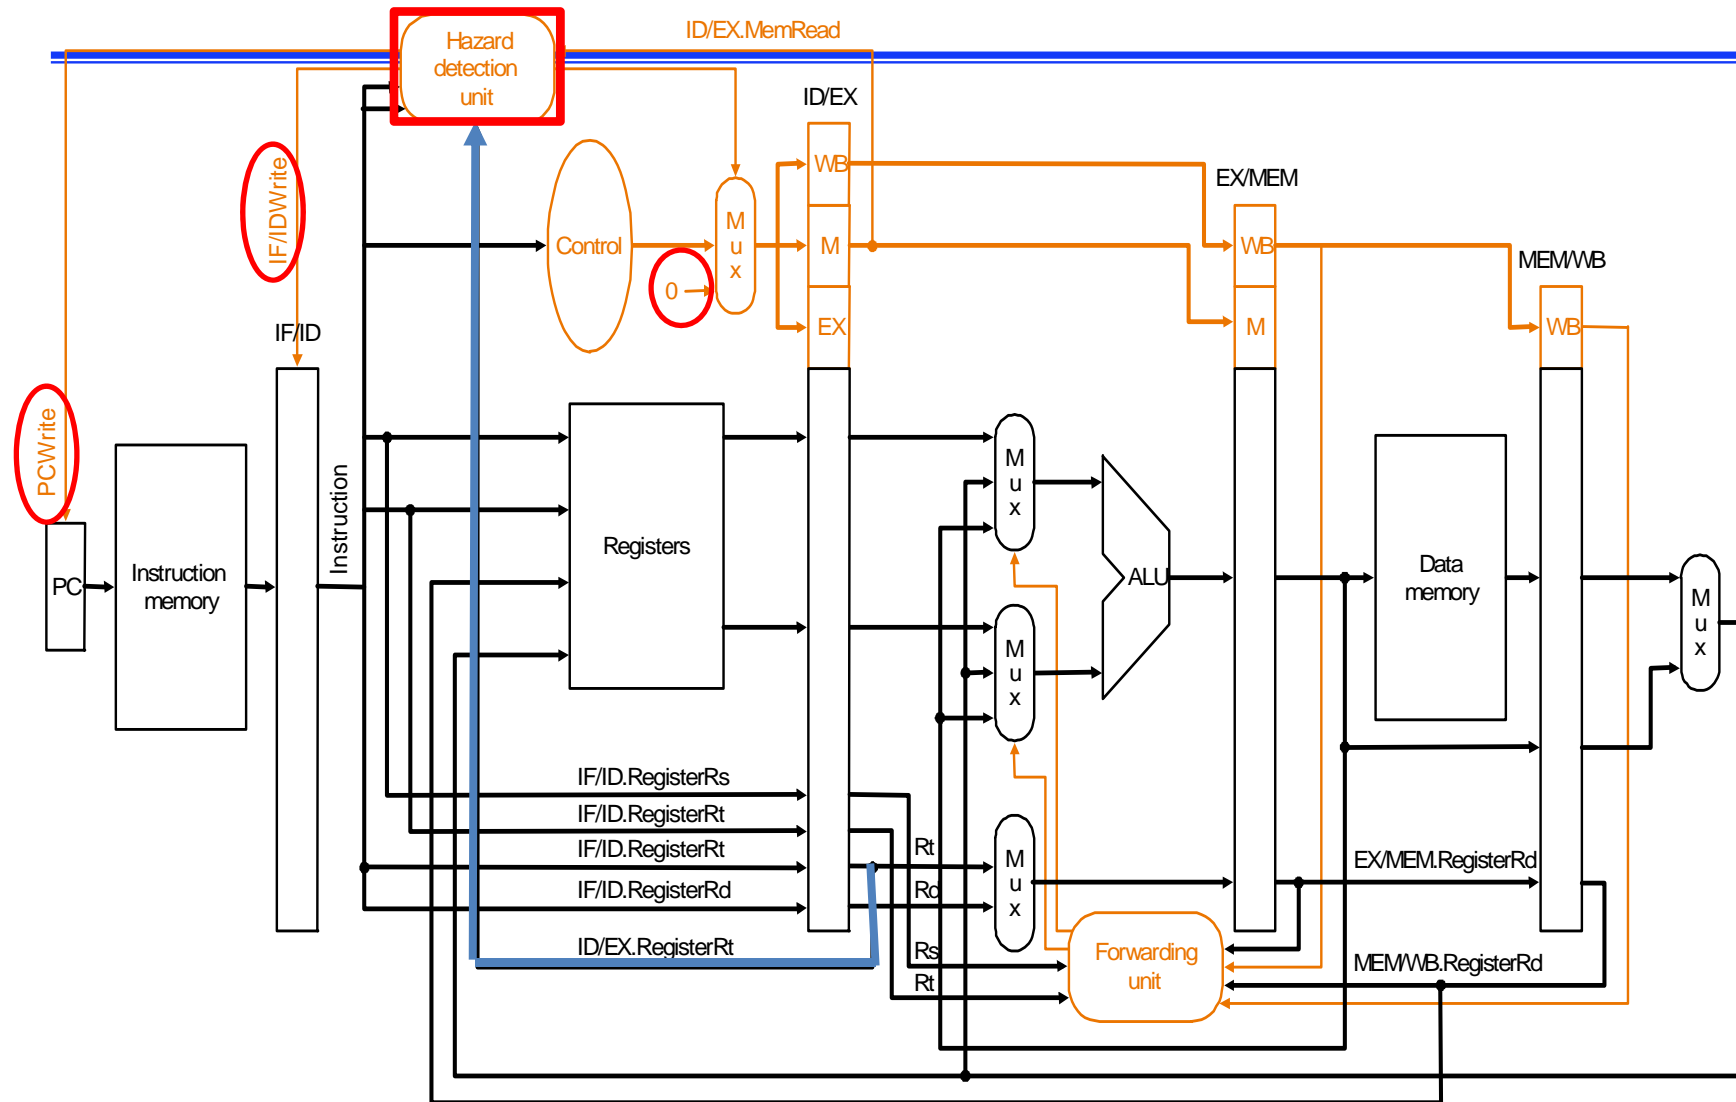 ID/EX.MemRead
Hazard
detection
unit
ID/EX
IF/IDWrite
WB
EX/MEM
Control
M
u
x
M
WB
MEM/WB
0
IF/ID
EX
M
WB
PCWrite
Instruction
M
u
x
PC
Instruction
memory
Registers
ALU
Data
memory
M
u
x
M
u
x
IF/ID.RegisterRs
IF/ID.RegisterRt
IF/ID.RegisterRt
IF/ID.RegisterRd
ID/EX.RegisterRt
Rt
Rd
M
u
x
EX/MEM.RegisterRd
Rs
Rt
Forwarding
unit
MEM/WB.RegisterRd